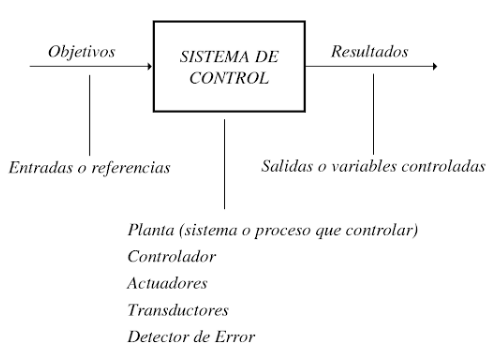 Objetivos
SISTEMA DE
CONTROL
Resultados
Entradas o referencias
Salidas o variables controladas
Planta (sistema o proceso que controlar)
Controlador
Actuadores
Transductores
Detector de Error